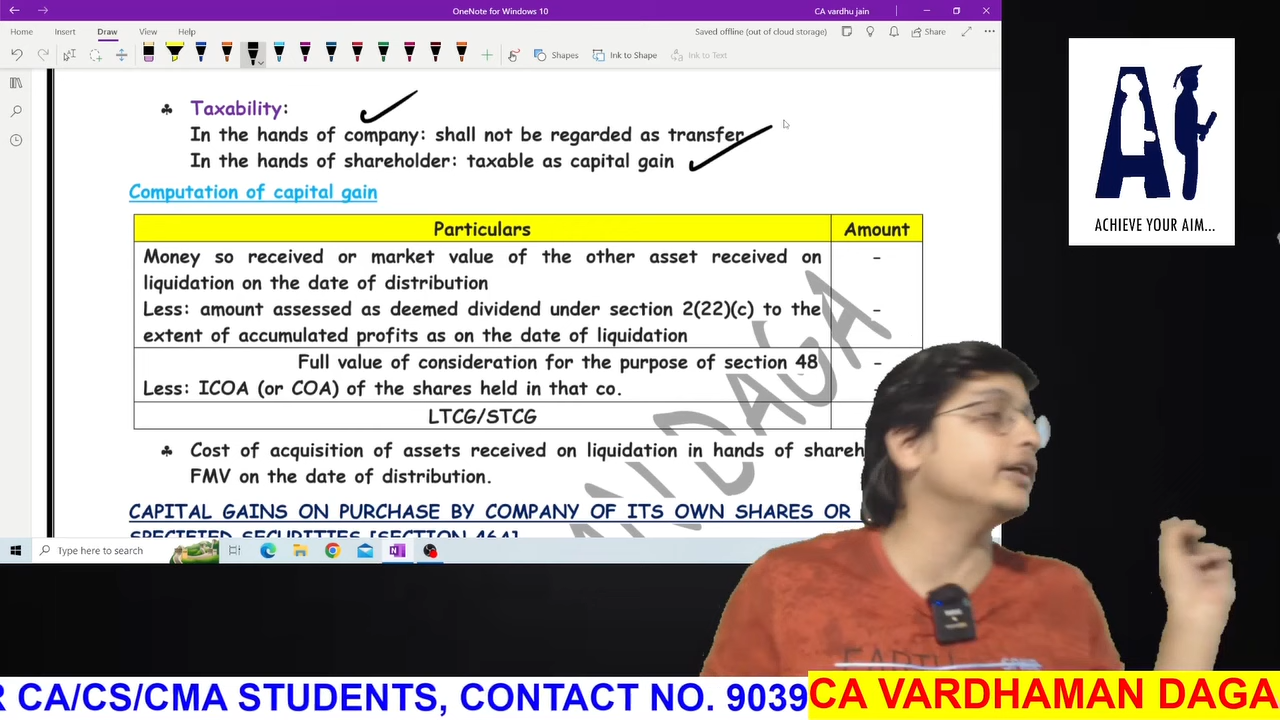 OneNote for Windows 10
CA vardhu jain
Home Insert Draw View Help
Saved offline (out of cloud storage)
Share
Shapes
Ink to Shape
Ink to Text
♣ Taxability:
In the hands of company: shall not be regarded as transfer
In the hands of shareholder: taxable as capital gain
Computation of capital gain
Particulars Amount
Money so received or market value of the other asset received on -
liquidation on the date of distribution
Less: amount assessed as deemed dividend under section 2(22)(c) to the -
extent of accumulated profits as on the date of liquidation
Full value of consideration for the purpose of section 48 -
Less: ICOA (or COA) of the shares held in that co.
LTCG/STCG
♣ Cost of acquisition of assets received on liquidation in hands of shareh
FMV on the date of distribution.
CAPITAL GAINS ON PURCHASE BY COMPANY OF ITS OWN SHARES OR
SPECIFIED SECURITIES [SECTION 46A]
AN DAGA
Type here to search
ACHIEVE YOUR AIM...
EARTH
R CA/CS/CMA STUDENTS, CONTACT NO. 9039
CA VARDHAMAN DAGA